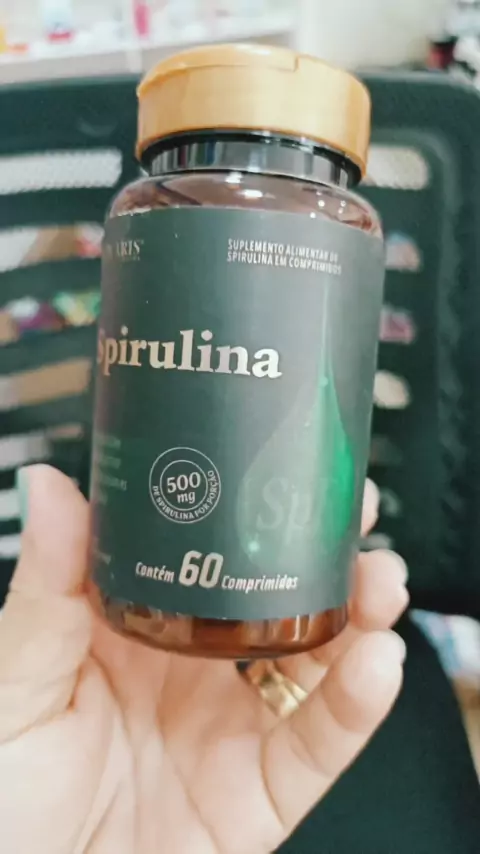 SUPLEMENTO ALIMENTAR DE
SPIRULINA EM COMPRIMIDOS
Spirulina
500
mg
DE SPIRULINA POR PORÇÃO
Contém 60 Comprimidos